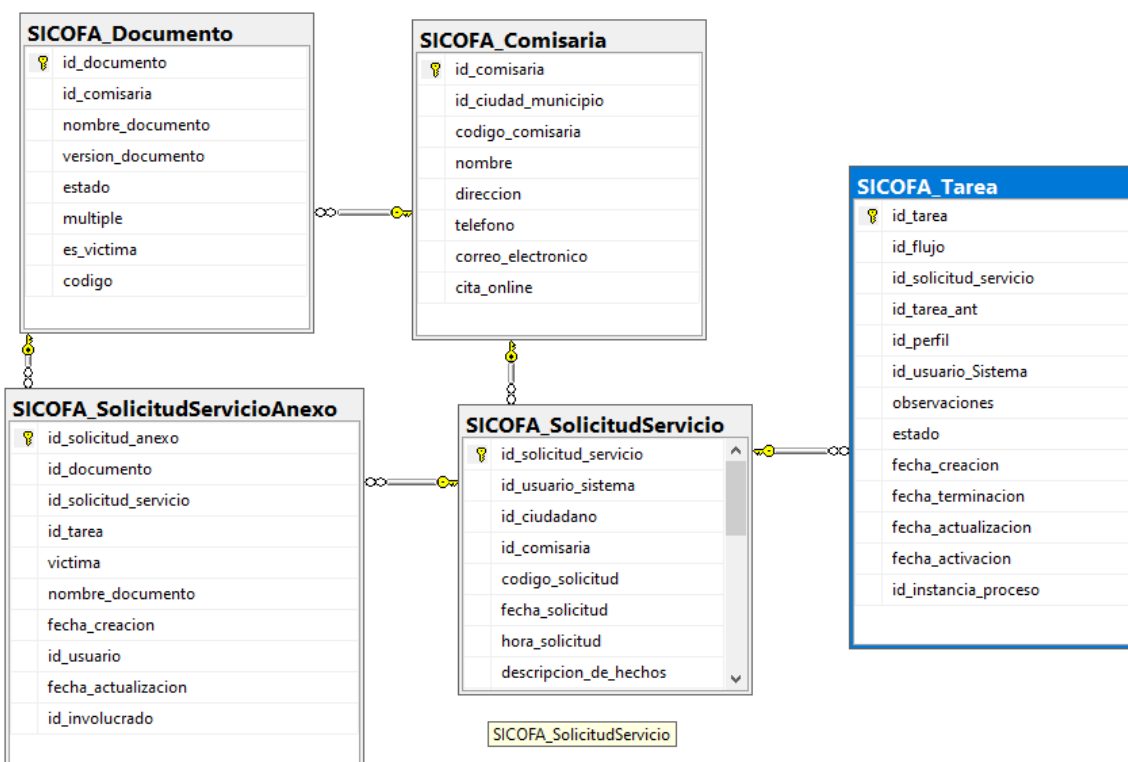 SICOFA_Documento
id_documento
id_comisaria
nombre_documento
version_documento
estado
multiple
es_victima
codigo
SICOFA_Comisaria
id_comisaria
id_ciudad_municipio
codigo_comisaria
nombre
direccion
telefono
correo_electronico
cita_online
SICOFA_Tarea
id_tarea
id_flujo
id_solicitud_servicio
id_tarea_ant
id_perfil
id_usuario_Sistema
observaciones
estado
fecha_creacion
fecha_terminacion
fecha_actualizacion
fecha_activacion
id_instancia_proceso
SICOFA_SolicitudServicioAnexo
id_solicitud_anexo
id_documento
id_solicitud_servicio
id_tarea
victima
nombre_documento
fecha_creacion
id_usuario
fecha_actualizacion
id_involucrado
SICOFA_SolicitudServicio
id_solicitud_servicio
id_usuario_sistema
id_ciudadano
id_comisaria
codigo_solicitud
fecha_solicitud
hora_solicitud
descripcion_de_hechos
SICOFA_SolicitudServicio